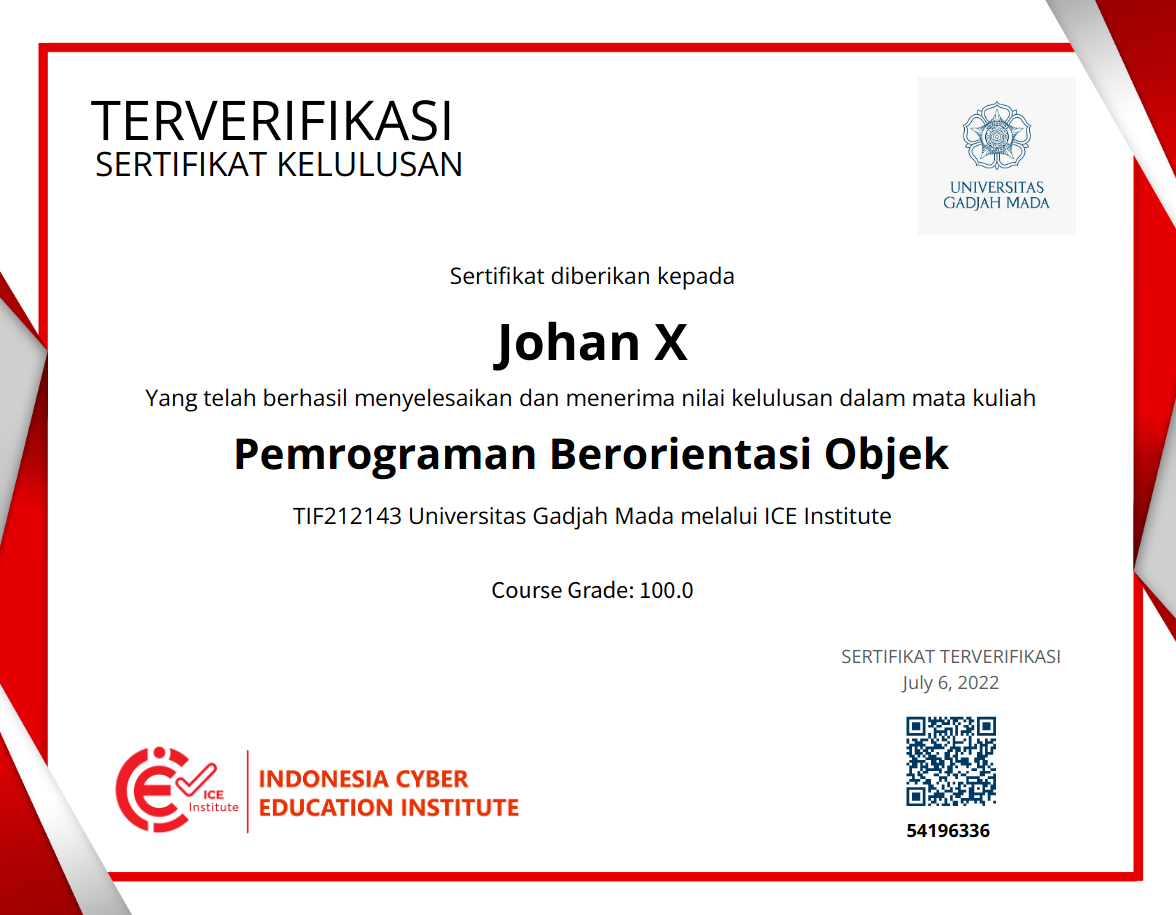 TERVERIFIKASI
SERTIFIKAT KELULUSAN
UNIVERSITAS
GADJAH MADA
Sertifikat diberikan kepada
Johan X
Yang telah berhasil menyelesaikan dan menerima nilai kelulusan dalam mata kuliah
Pemrograman Berorientasi Objek
TIF212143 Universitas Gadjah Mada melalui ICE Institute
Course Grade: 100.0
SERTIFIKAT TERVERIFIKASI
July 6, 2022
ICE
Institute
INDONESIA CYBER
EDUCATION INSTITUTE
54196336